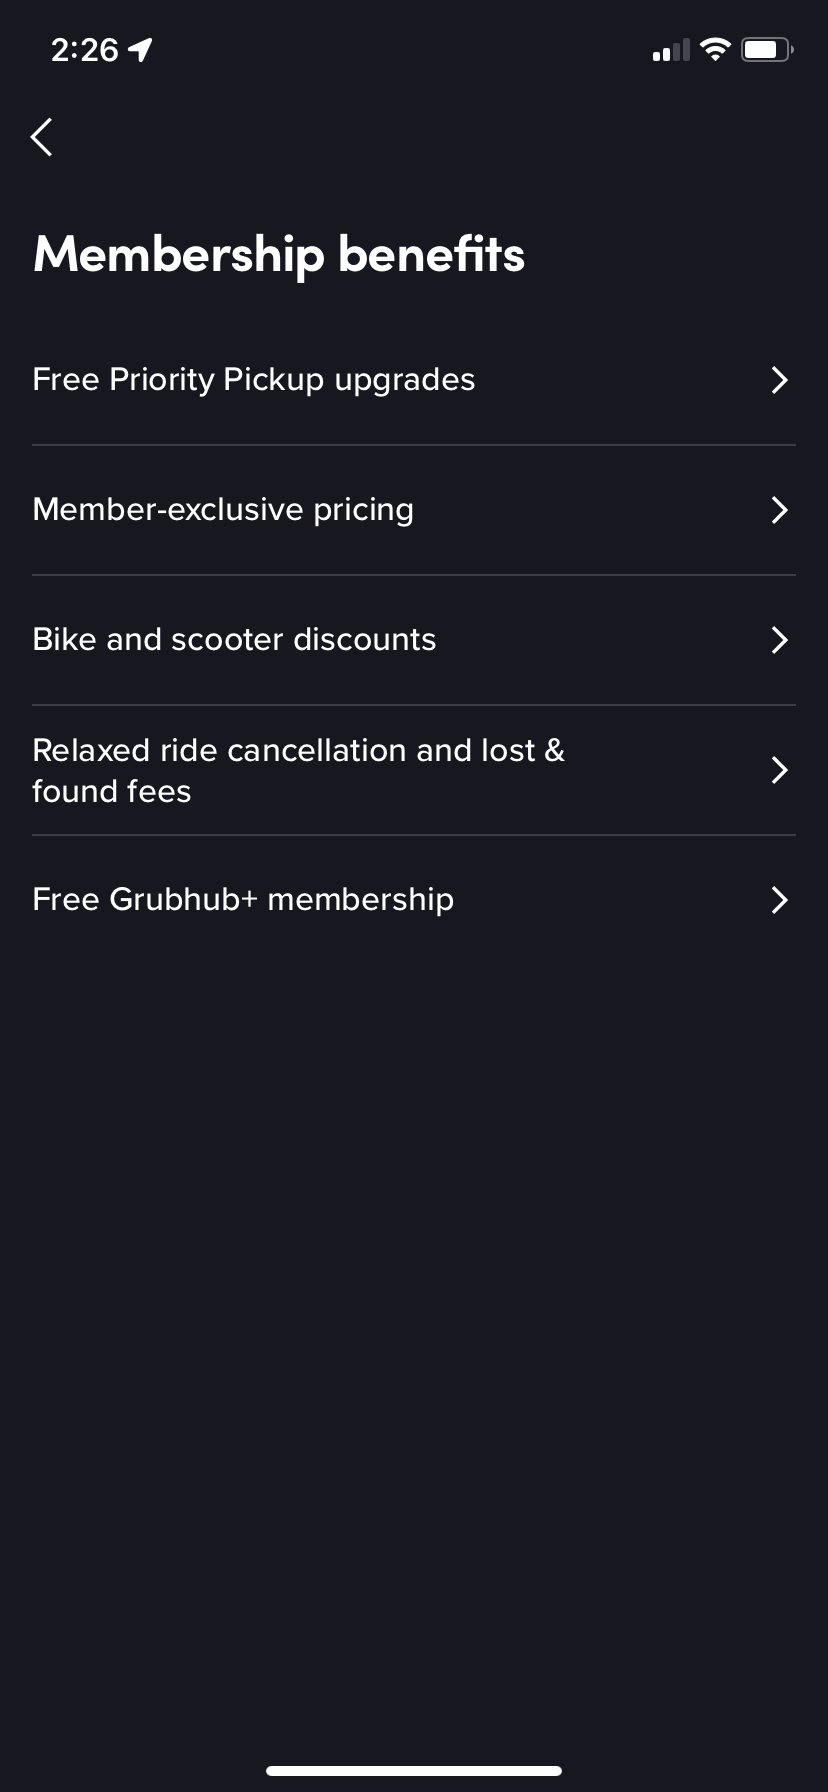 2:26
Membership benefits
Free Priority Pickup upgrades
Member-exclusive pricing
Bike and scooter discounts
Relaxed ride cancellation and lost &
found fees
Free Grubhub+ membership